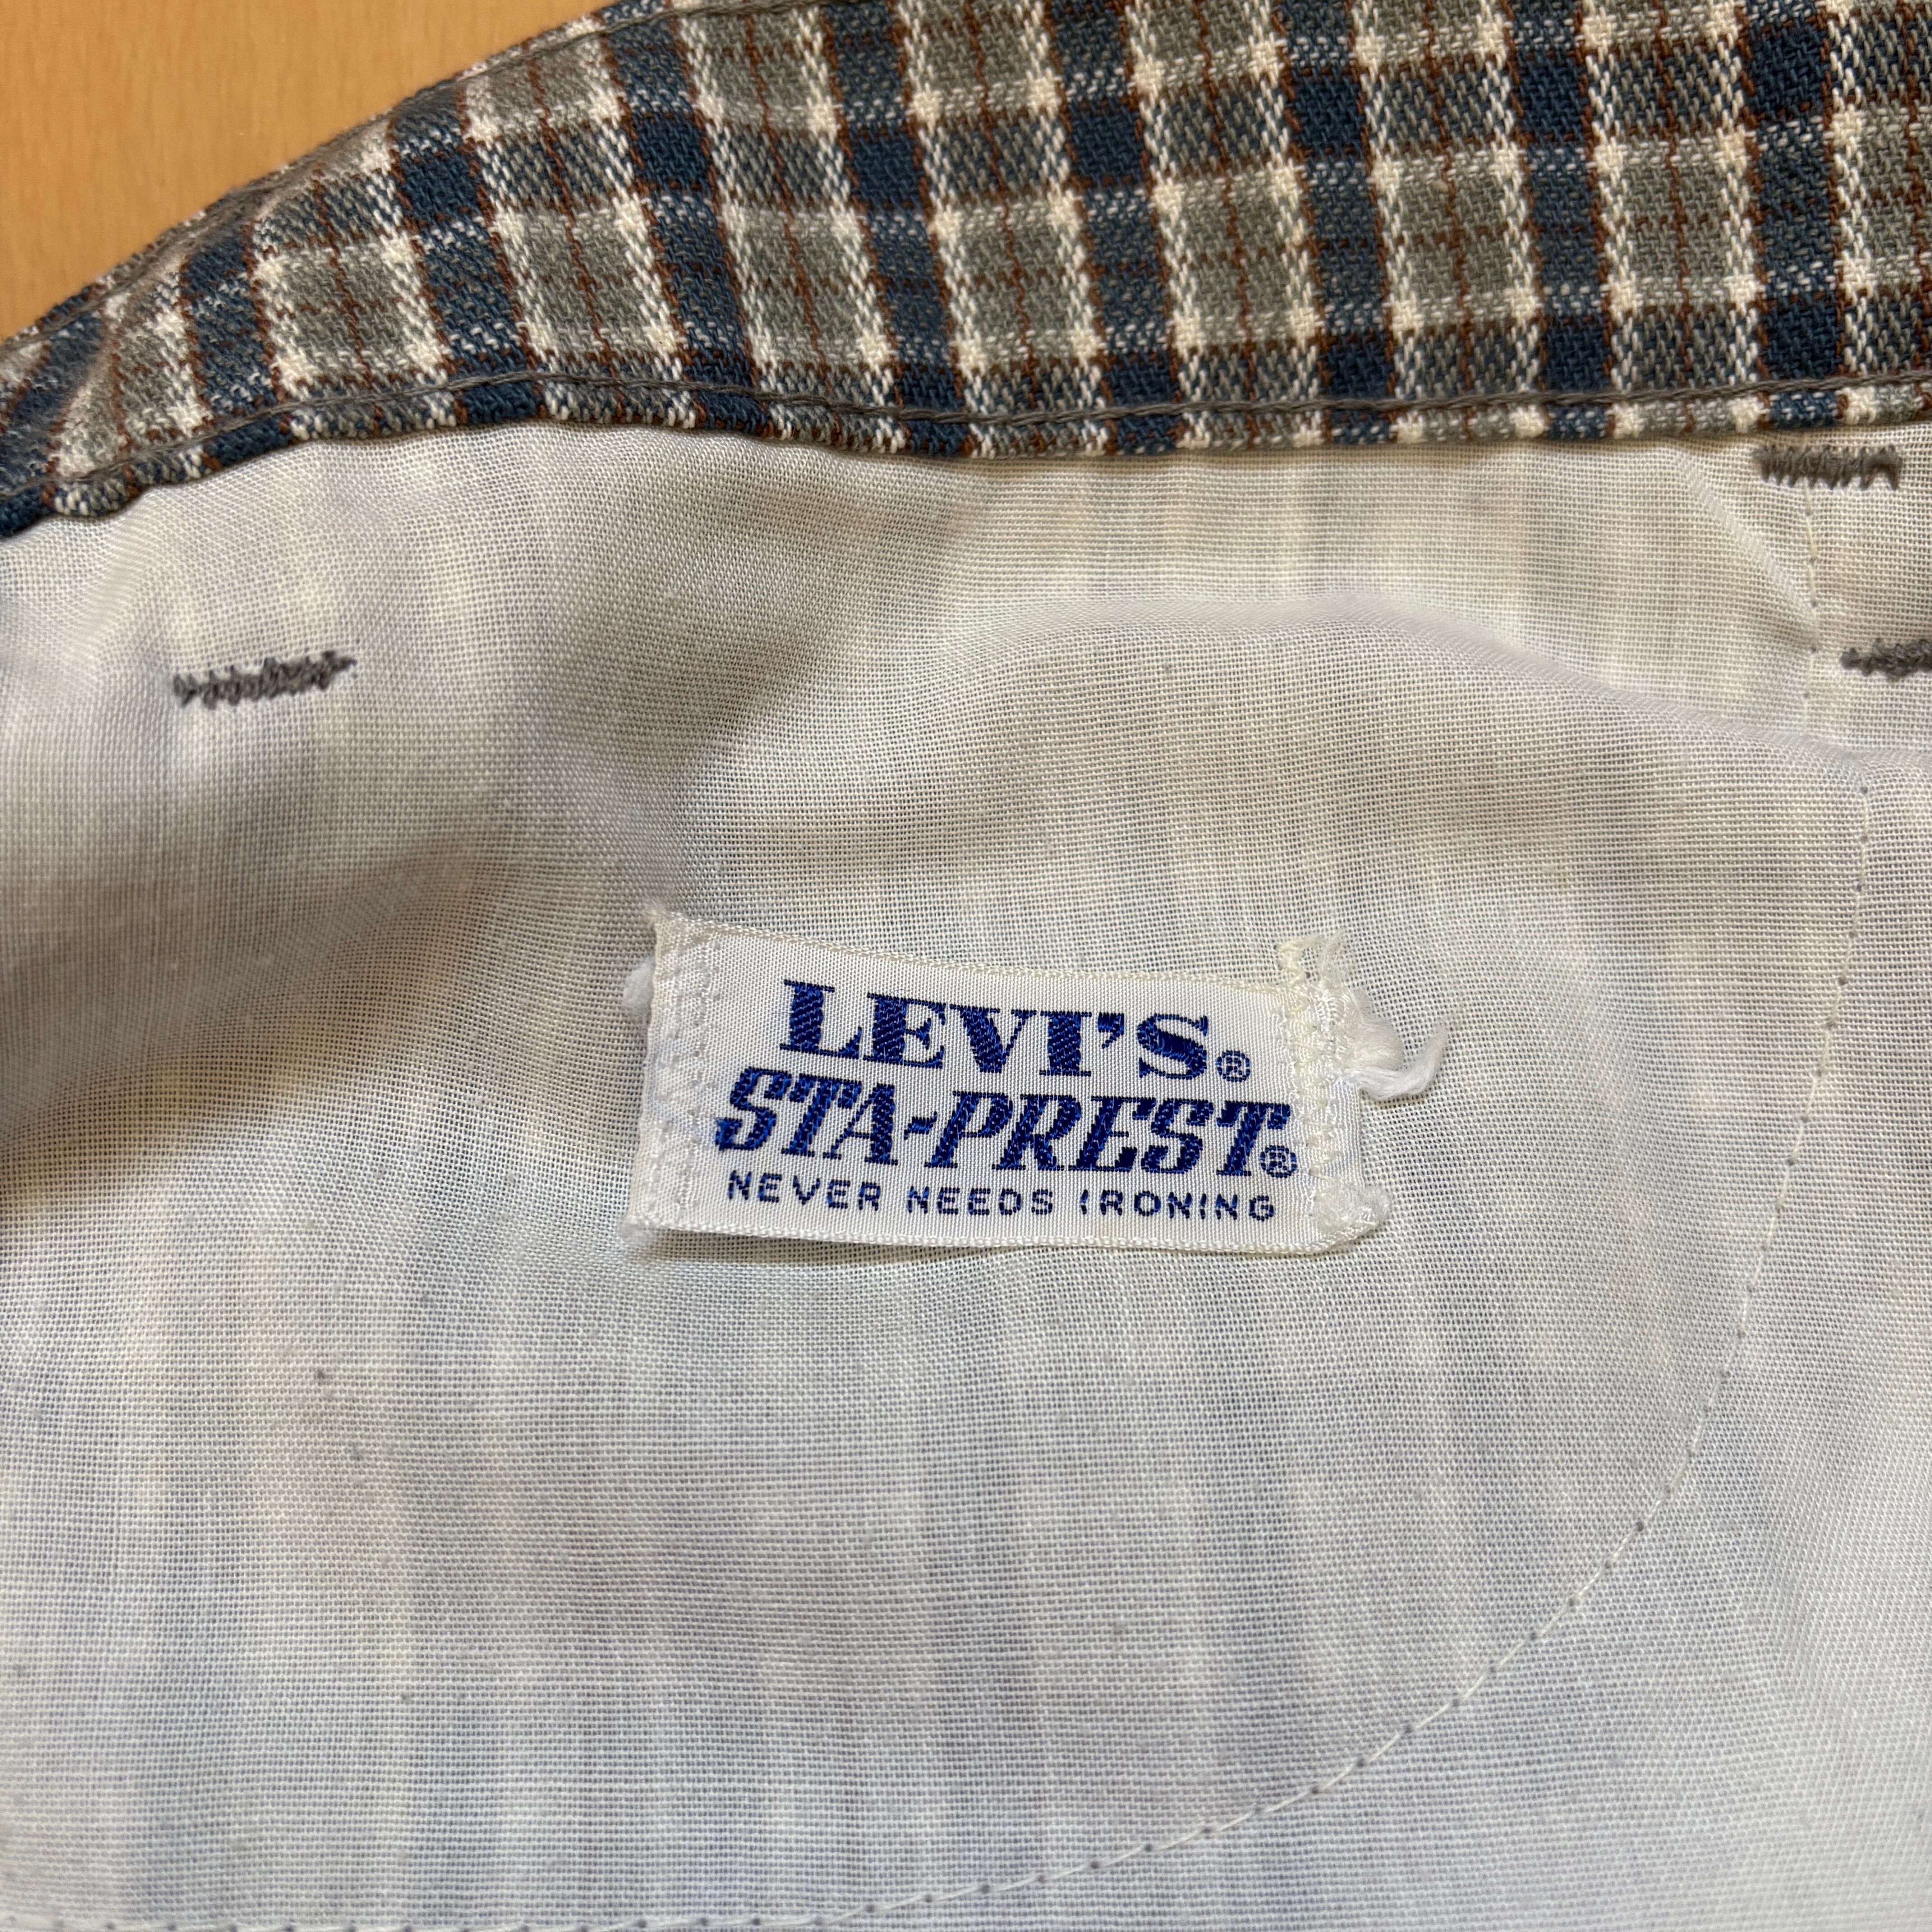 LEVI'S®
STA-PREST®
NEVER NEEDS IRONING